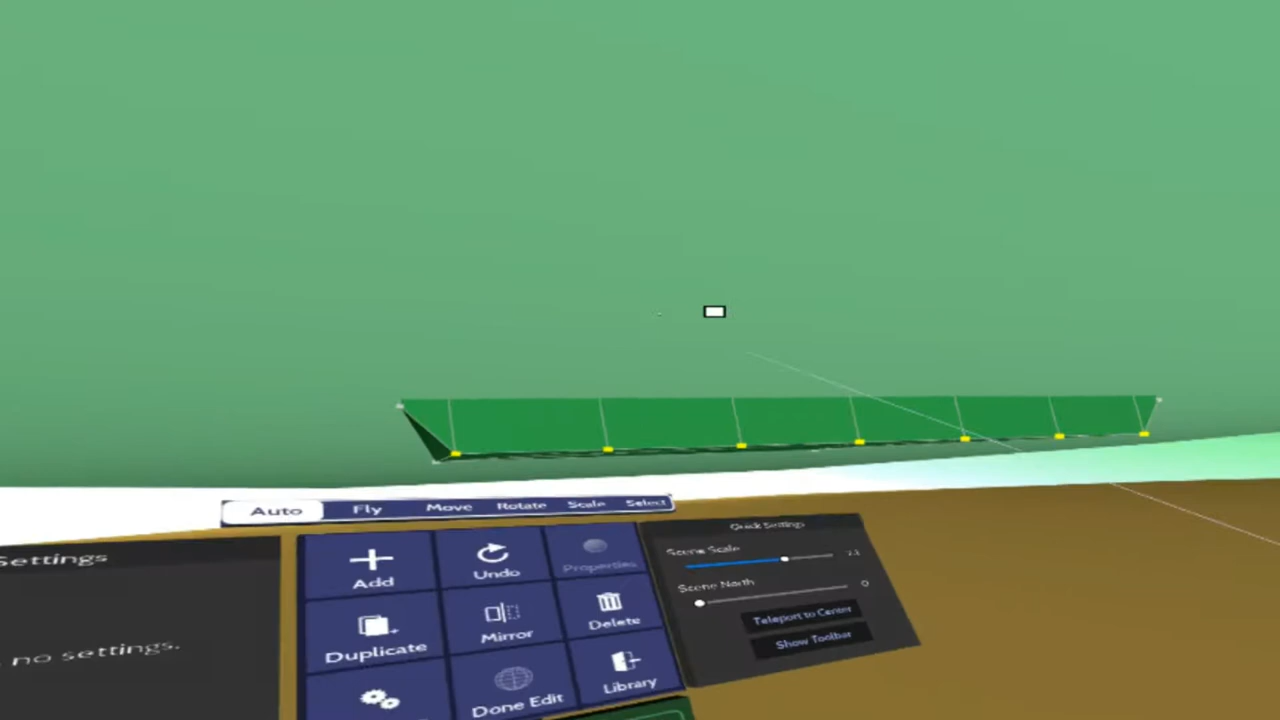 Auto Fly Move Rotate Scale Select
Settings
no settings.
Add
Undo
Properties
Duplicate
Mirror
Delete
Done Edit
Library
Quick Settings
Scene Scale
Scene North
0
Teleport to Center
Show Toolbar